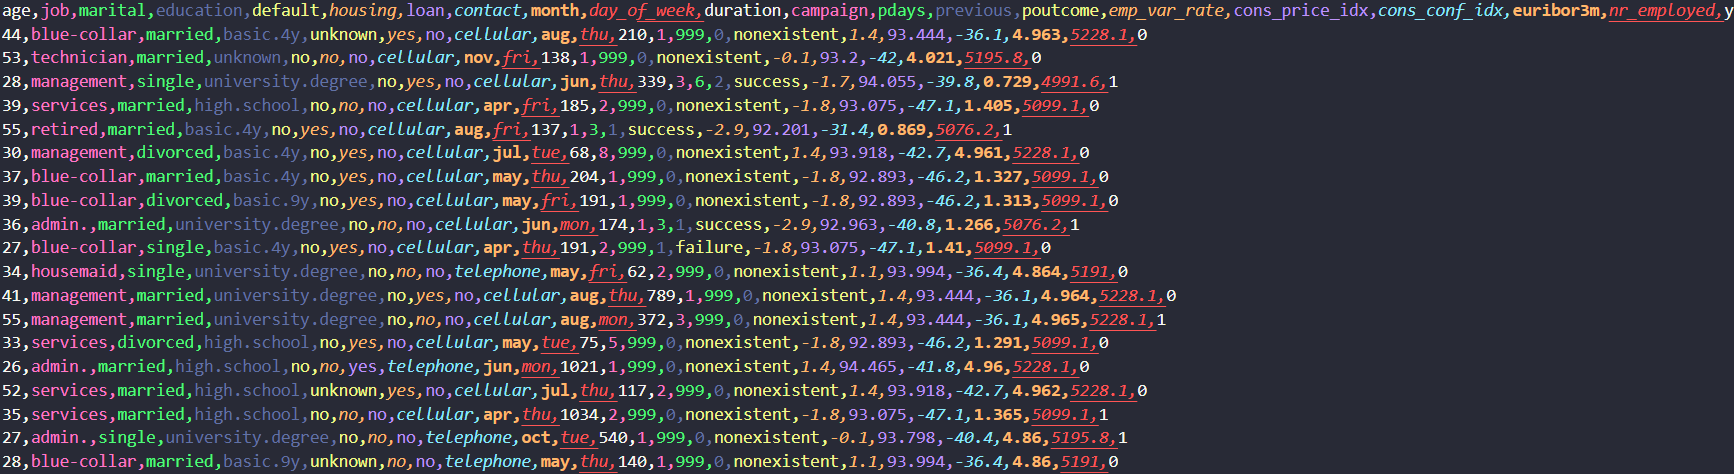 age,job,marital,education,default,housing,loan,contact,month,day_of_week,duration,campaign,pdays,previous,poutcome,emp_var_rate,cons_price_idx,cons_conf_idx,euribor3m,nr_employed,y
44,blue-collar,married,basic.4y,unknown,yes,no,cellular,aug,thu,210,1,999,0,nonexistent,1.4,93.444,-36.1,4.963,5228.1,0
53,technician,married,unknown,no,no,no,cellular,nov,fri,138,1,999,0,nonexistent,-0.1,93.2,-42,4.021,5195.8,0
28,management,single,university.degree,no,yes,no,cellular,jun,thu,339,3,6,2,success,-1.7,94.055,-39.8,0.729,4991.6,1
39,services,married,high.school,no,no,no,cellular,apr,fri,185,2,999,0,nonexistent,-1.8,93.075,-47.1,1.405,5099.1,0
55,retired,married,basic.4y,no,yes,no,cellular,aug,fri,137,1,3,1,success,-2.9,92.201,-31.4,0.869,5076.2,1
30,management,divorced,basic.4y,no,yes,no,cellular,jul,tue,68,8,999,0,nonexistent,1.4,93.918,-42.7,4.961,5228.1,0
37,blue-collar,married,basic.4y,no,yes,no,cellular,may,thu,204,1,999,0,nonexistent,-1.8,92.893,-46.2,1.327,5099.1,0
39,blue-collar,divorced,basic.9y,no,yes,no,cellular,may,fri,191,1,999,0,nonexistent,-1.8,92.893,-46.2,1.313,5099.1,0
36,admin.,married,university.degree,no,no,no,cellular,jun,mon,174,1,3,1,success,-2.9,92.963,-40.8,1.266,5076.2,1
27,blue-collar,single,basic.4y,no,yes,no,cellular,apr,thu,191,2,999,1,failure,-1.8,93.075,-47.1,1.41,5099.1,0
34,housemaid,single,university.degree,no,no,no,telephone,may,fri,62,2,999,0,nonexistent,1.1,93.994,-36.4,4.864,5191,0
41,management,married,university.degree,no,yes,no,cellular,aug,thu,789,1,999,0,nonexistent,1.4,93.444,-36.1,4.964,5228.1,0
55,management,married,university.degree,no,no,no,cellular,aug,mon,372,3,999,0,nonexistent,1.4,93.444,-36.1,4.965,5228.1,1
33,services,divorced,high.school,no,yes,no,cellular,may,tue,75,5,999,0,nonexistent,-1.8,92.893,-46.2,1.291,5099.1,0
26,admin.,married,high.school,no,no,yes,telephone,jun,mon,1021,1,999,0,nonexistent,1.4,94.465,-41.8,4.96,5228.1,0
52,services,married,high.school,unknown,yes,no,cellular,jul,thu,117,2,999,0,nonexistent,1.4,93.918,-42.7,4.962,5228.1,0
35,services,married,high.school,no,no,no,cellular,apr,thu,1034,2,999,0,nonexistent,-1.8,93.075,-47.1,1.365,5099.1,1
27,admin.,single,university.degree,no,no,no,telephone,oct,tue,540,1,999,0,nonexistent,-0.1,93.798,-40.4,4.86,5195.8,1
28,blue-collar,married,basic.9y,unknown,no,no,telephone,may,thu,140,1,999,0,nonexistent,1.1,93.994,-36.4,4.86,5191,0